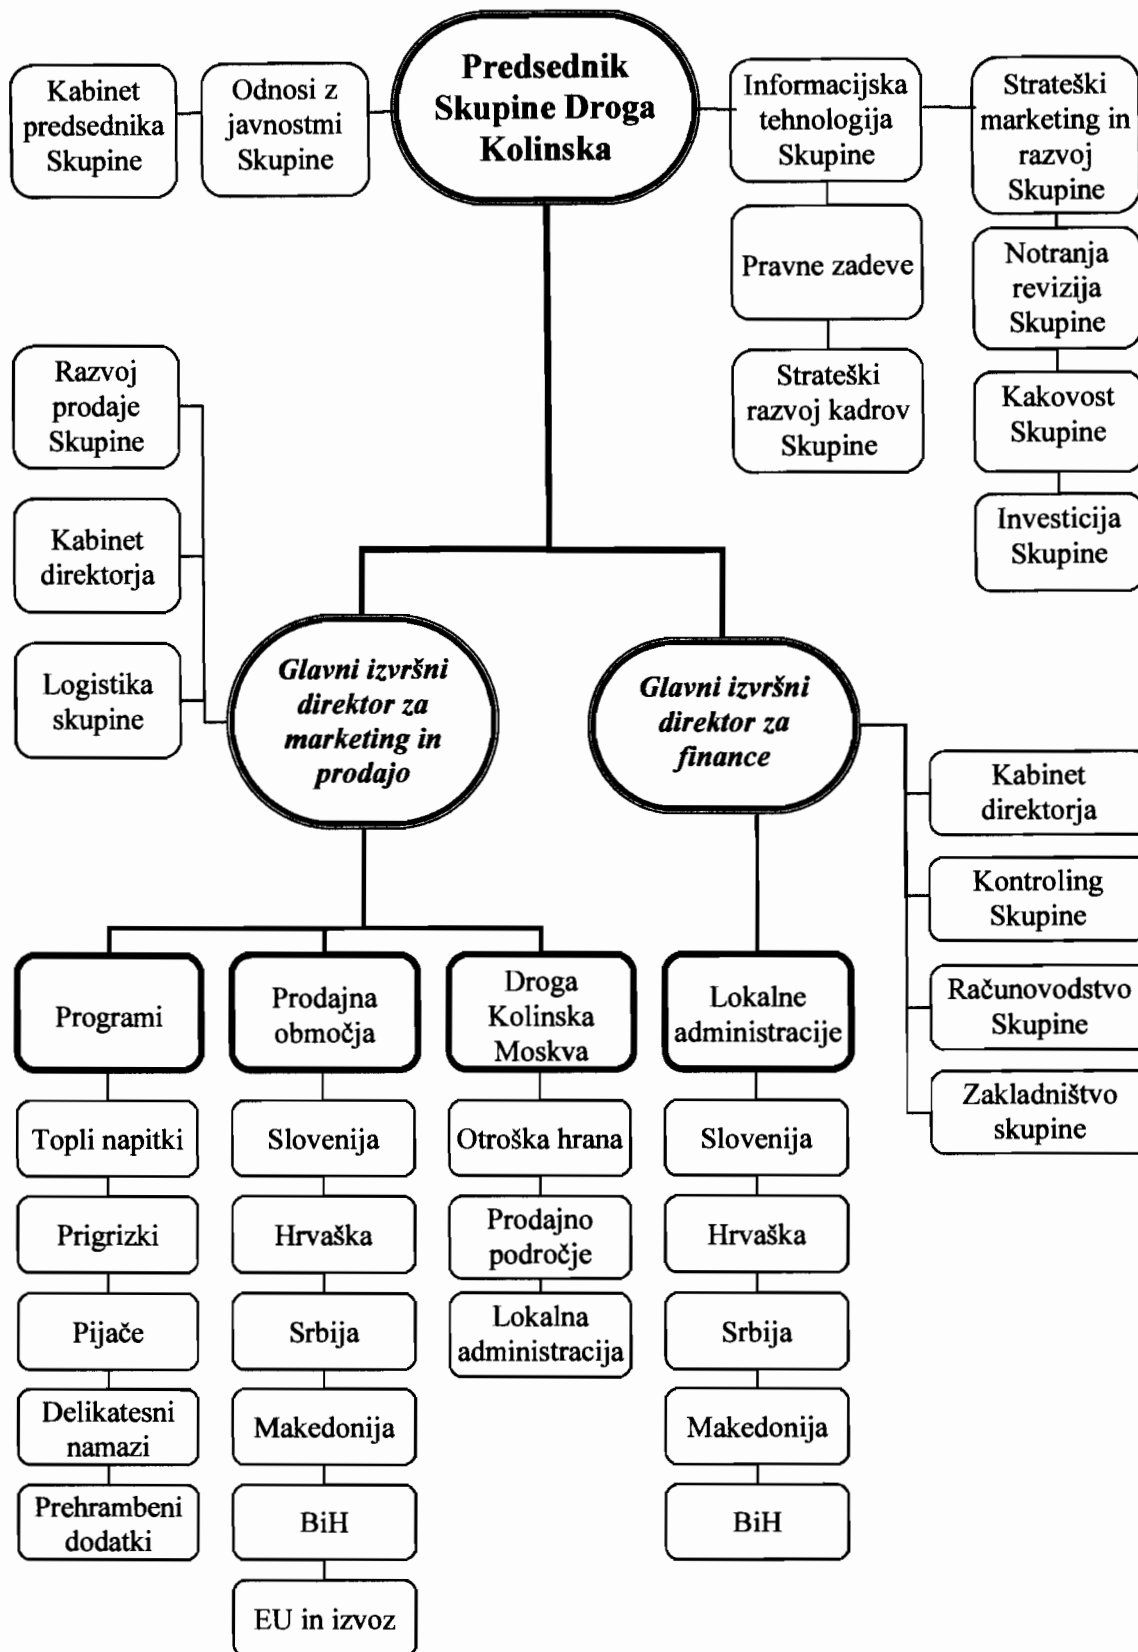 Predsednik
Skupine Droga
Kolinska
Kabinet
predsednika
Skupine
Odnosi z
javnostmi
Skupine
Informacijska
tehnologija
Skupine
Strateški
marketing in
razvoj
Skupine
Pravne zadeve
Notranja
revizija
Skupine
Strateški
razvoj kadrov
Skupine
Kakovost
Skupine
Investicija
Skupine
Razvoj
prodaje
Skupine
Kabinet
direktorja
Logistika
skupine
Glavni izvršni
direktor za
marketing in
prodajo
Glavni izvršni
direktor za
finance
Kabinet
direktorja
Kontroling
Skupine
Računovodstvo
Skupine
Zakladništvo
skupine
Programi
Topli napitki
Prigrizki
Pijače
Delikatesni
namazi
Prehrambeni
dodatki
Prodajna
območja
Slovenija
Hrvaška
Srbija
Makedonija
BiH
EU in izvoz
Droga
Kolinska
Moskva
Otroška hrana
Prodajno
področje
Lokalna
administracija
Lokalne
administracije
Slovenija
Hrvaška
Srbija
Makedonija
BiH